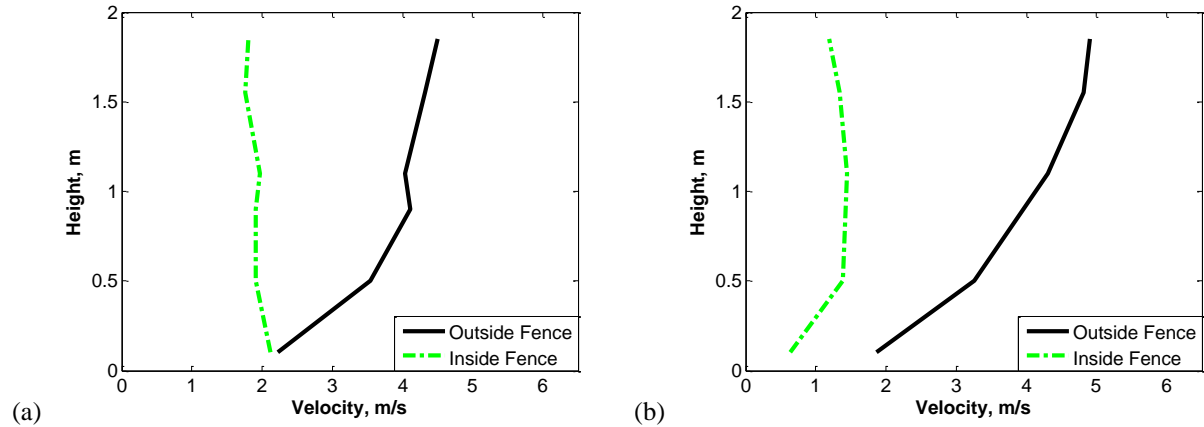 2
1.5
1
0.5
0
Height, m
0 1 2 3 4 5 6
Velocity, m/s
Outside Fence
Inside Fence
(a)
2
1.5
1
0.5
0
Height, m
0 1 2 3 4 5 6
Velocity, m/s
Outside Fence
Inside Fence
(b)